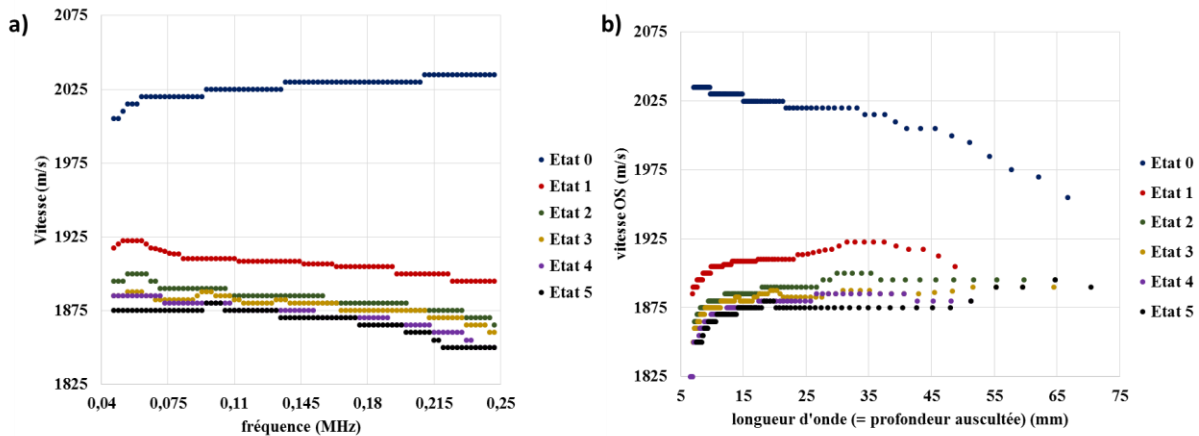 a)
2075
2025
1975
1925
1875
1825
Vitesse (m/s)
0,04
0,075
0,11
0,145
0,18
0,215
0,25
fréquence (MHz)
Etat 0
Etat 1
Etat 2
Etat 3
Etat 4
Etat 5
b)
2075
2025
1975
1925
1875
1825
vitesse OS (m/s)
5
15
25
35
45
55
65
75
longueur d'onde (= profondeur auscultée) (mm)
Etat 0
Etat 1
Etat 2
Etat 3
Etat 4
Etat 5